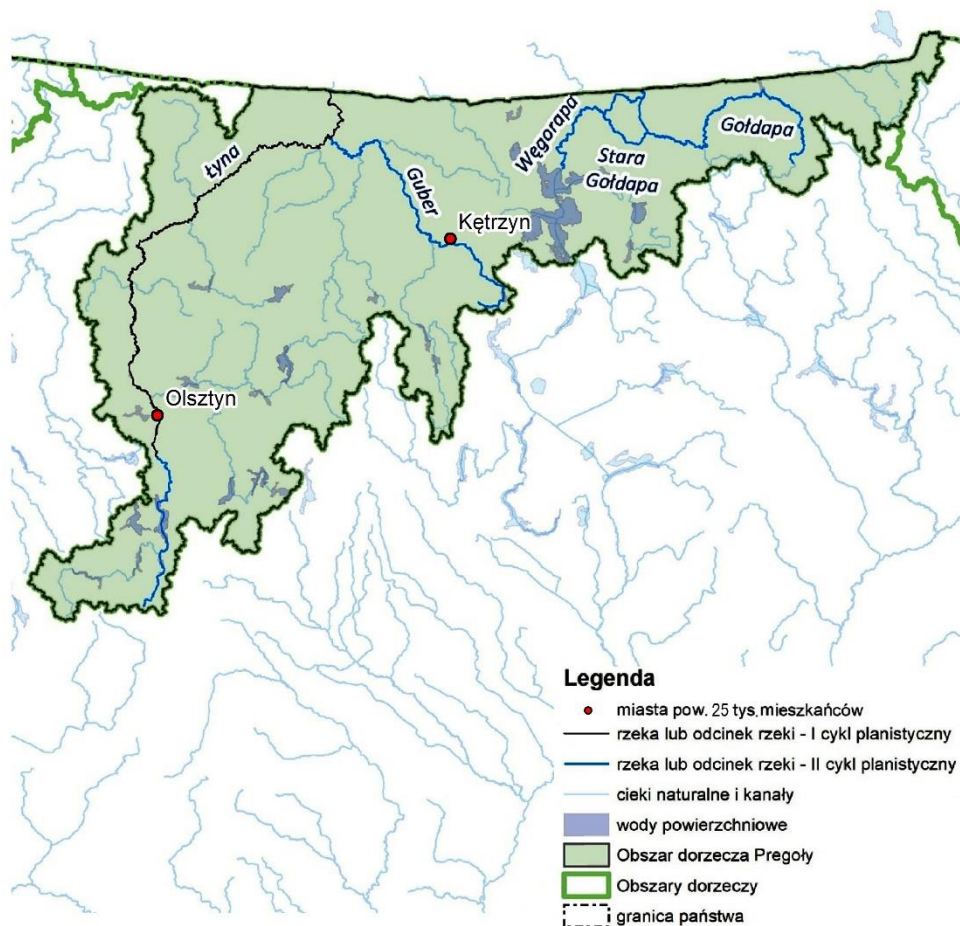 Łyna
Guber
Węgorapa
Stara
Gołdapa
Gołdapa
Kętrzyn
Olsztyn
Legenda
miasta pow. 25 tys.mieszkańców
rzeka lub odcinek rzeki - I cykl planistyczny
rzeka lub odcinek rzeki - II cykl planistyczny
cieki naturalne i kanały
wody powierzchniowe
Obszar dorzecza Pregoły
Obszary dorzeczy
granica państwa